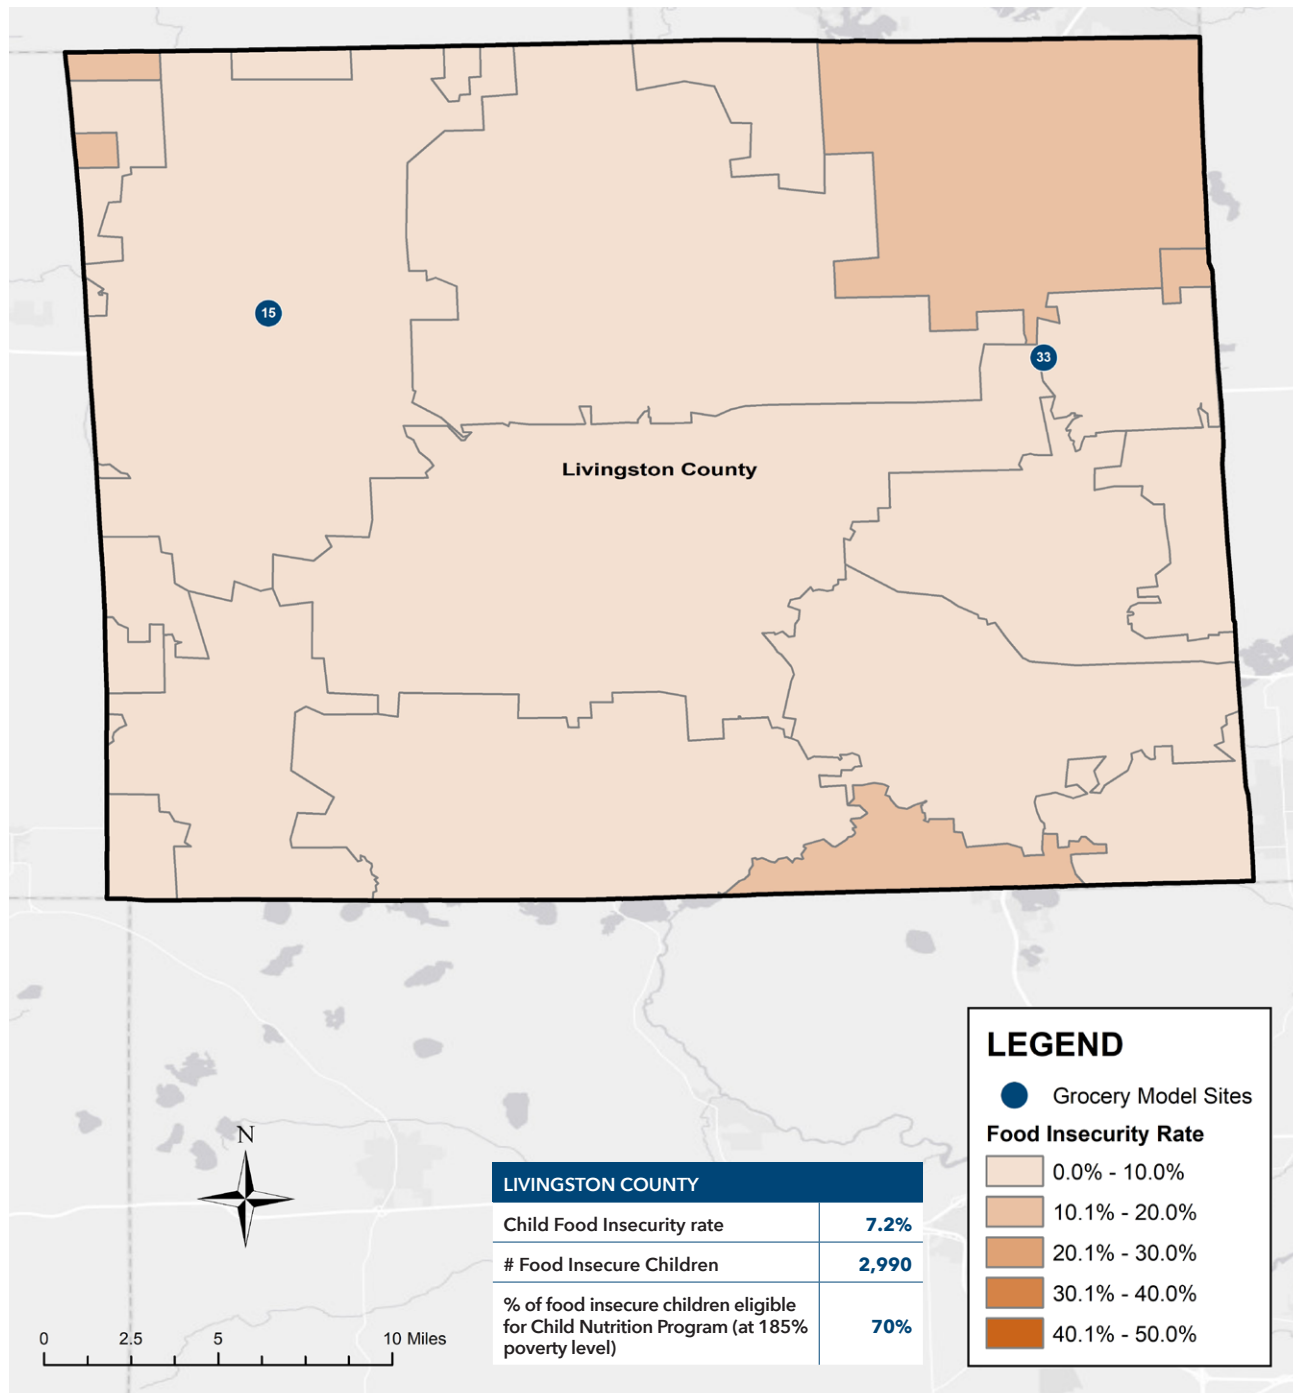 15
33
Livingston County
LEGEND
Grocery Model Sites
Food Insecurity Rate
0.0% - 10.0%
10.1% - 20.0%
20.1% - 30.0%
30.1% - 40.0%
40.1% - 50.0%
N
0 2.5 5 10 Miles
LIVINGSTON COUNTY
Child Food Insecurity rate 7.2%
# Food Insecure Children 2,990
% of food insecure children eligible
for Child Nutrition Program (at 185% 70%
poverty level)